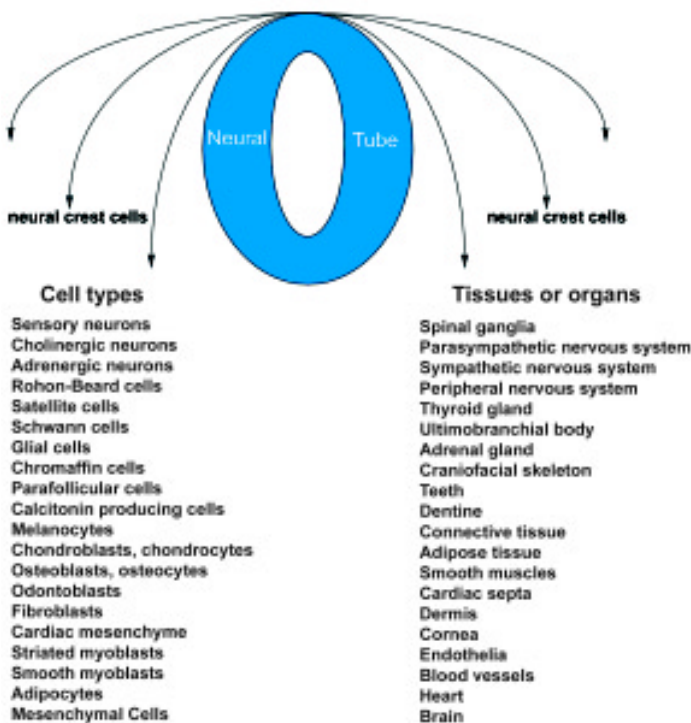 Neural Tube
neural crest cells
neural crest cells
Cell types
Sensory neurons
Cholinergic neurons
Adrenergic neurons
Rohon-Beard cells
Satellite cells
Schwann cells
Glial cells
Chromaffin cells
Parafollicular cells
Calcitonin producing cells
Melanocytes
Chondroblasts, chondrocytes
Osteoblasts, osteocytes
Odontoblasts
Fibroblasts
Cardiac mesenchyme
Striated myoblasts
Smooth myoblasts
Adipocytes
Mesenchymal Cells
Tissues or organs
Spinal ganglia
Parasympathetic nervous system
Sympathetic nervous system
Peripheral nervous system
Thyroid gland
Ultimobranchial body
Adrenal gland
Craniofacial skeleton
Teeth
Dentine
Connective tissue
Adipose tissue
Smooth muscles
Cardiac septa
Dermis
Cornea
Endothelia
Blood vessels
Heart
Brain